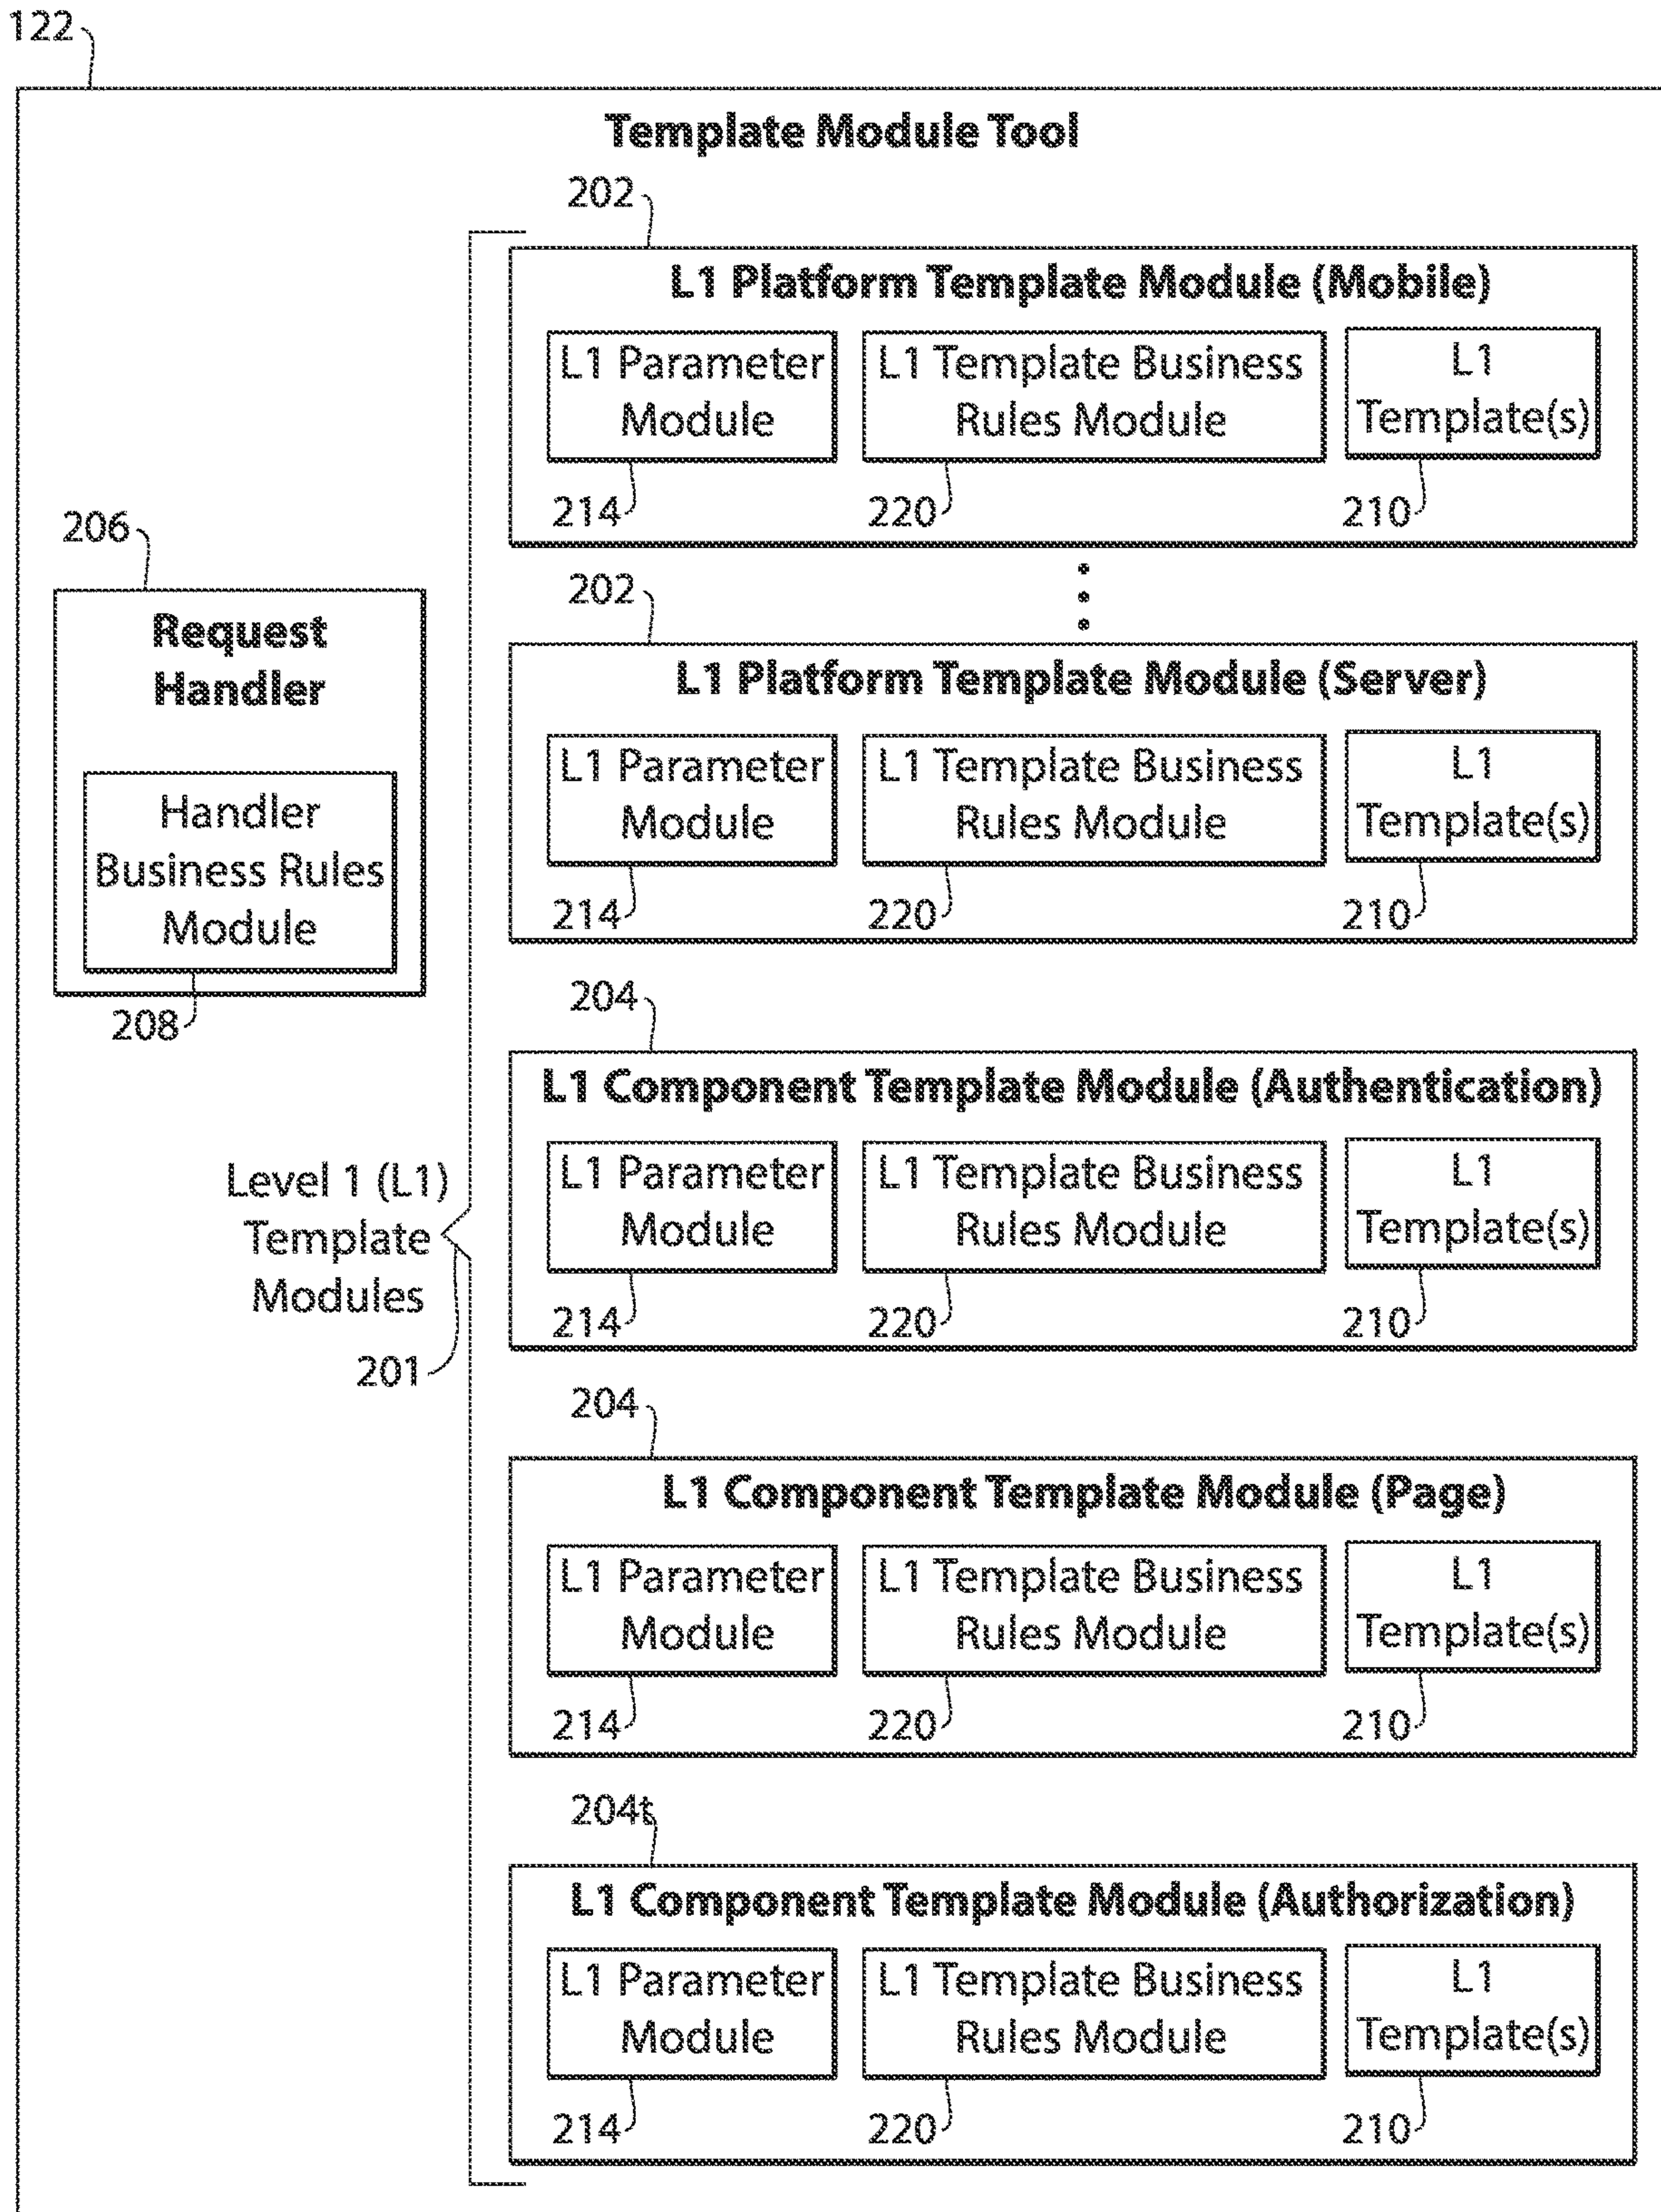 122
Template Module Tool
202
L1 Platform Template Module (Mobile)
L1 Parameter
Module
L1 Template Business
Rules Module
L1
Template(s)
214
220
210
206
Request
Handler
Handler
Business Rules
Module
208
202
L1 Platform Template Module (Server)
L1 Parameter
Module
L1 Template Business
Rules Module
L1
Template(s)
214
220
210
Level 1 (L1)
Template
Modules
201
204
L1 Component Template Module (Authentication)
L1 Parameter
Module
L1 Template Business
Rules Module
L1
Template(s)
214
220
210
204
L1 Component Template Module (Page)
L1 Parameter
Module
L1 Template Business
Rules Module
L1
Template(s)
214
220
210
204t
L1 Component Template Module (Authorization)
L1 Parameter
Module
L1 Template Business
Rules Module
L1
Template(s)
214
220
210